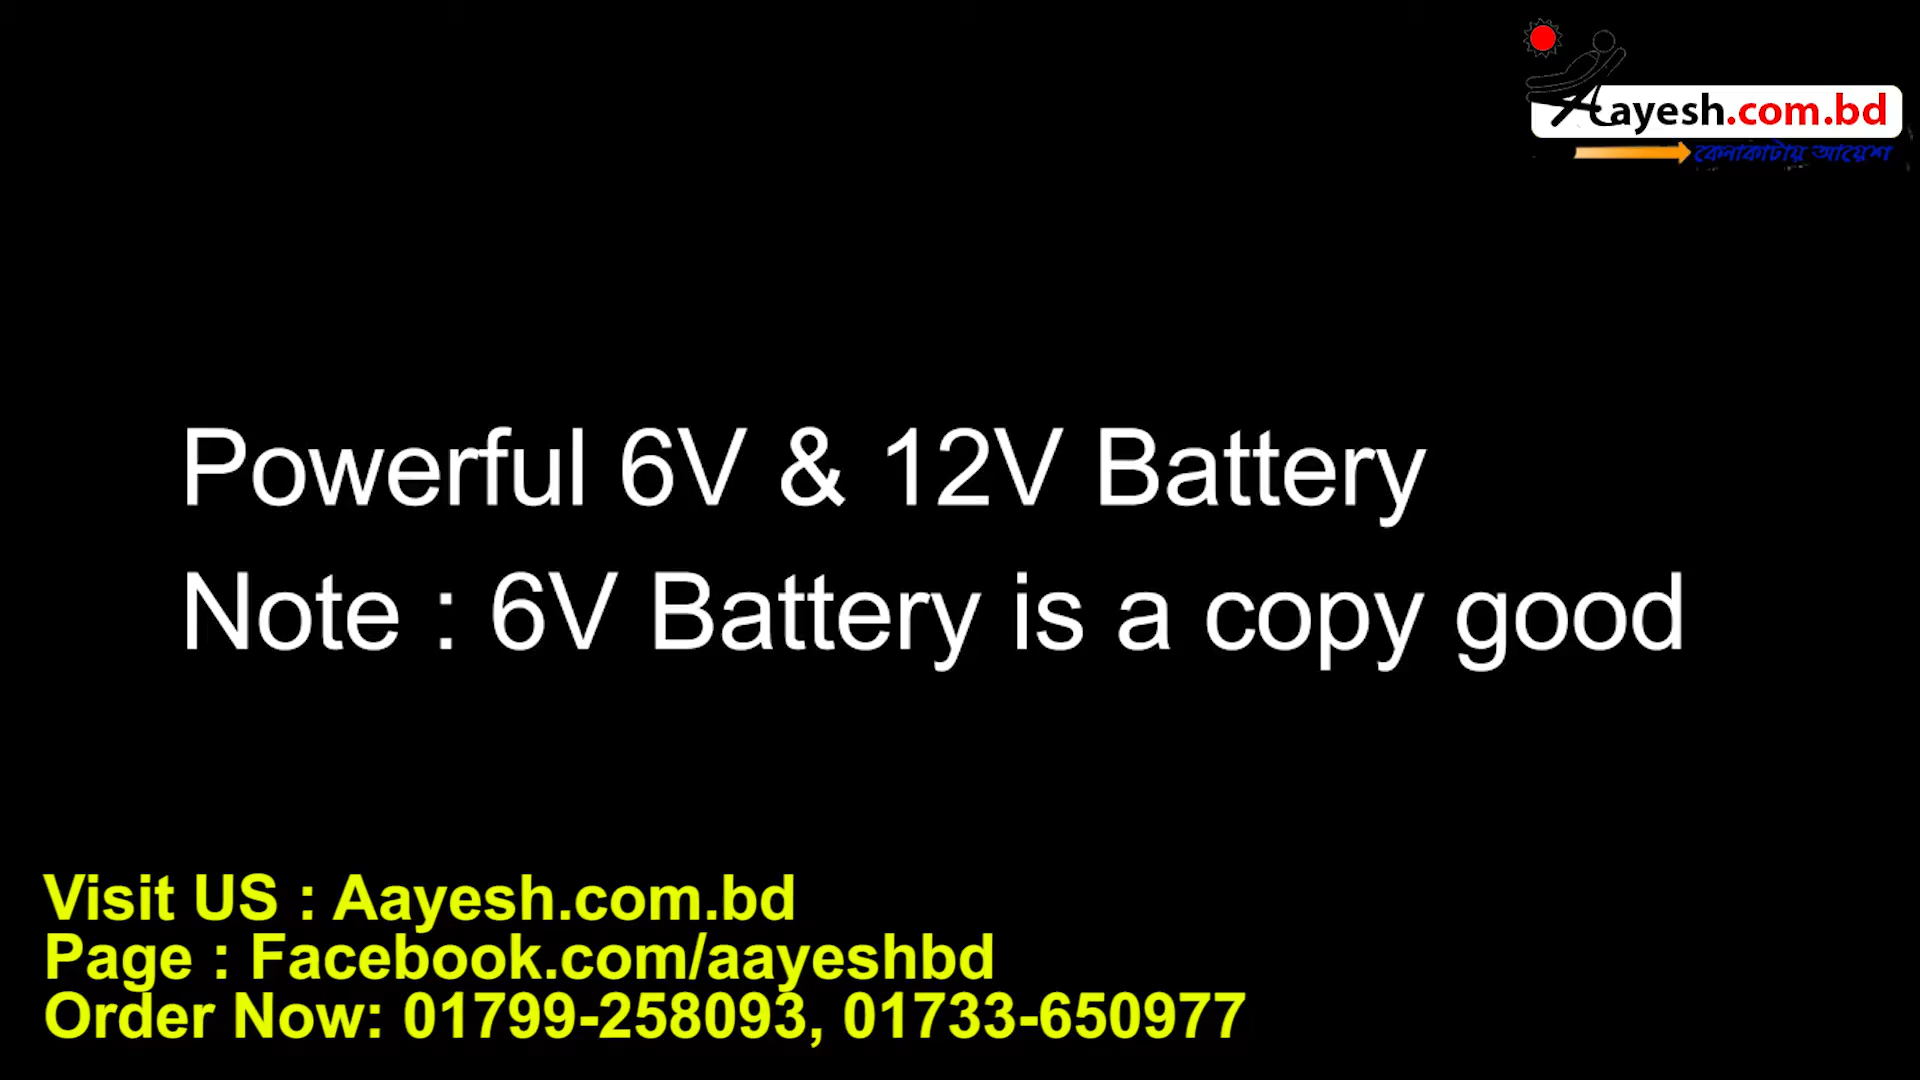 Aayesh.com.bd
কেনাকাটায় আয়েশ
Powerful 6V & 12V Battery
Note : 6V Battery is a copy good
Visit US : Aayesh.com.bd
Page : Facebook.com/aayeshbd
Order Now: 01799-258093, 01733-650977